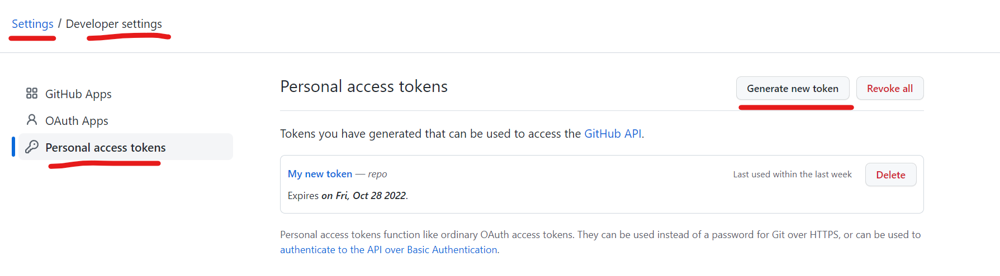 Settings / Developer settings
GitHub Apps
OAuth Apps
Personal access tokens
Personal access tokens
Generate new token
Revoke all
Tokens you have generated that can be used to access the GitHub API.
My new token — repo
Last used within the last week
Delete
Expires on Fri, Oct 28 2022.
Personal access tokens function like ordinary OAuth access tokens. They can be used instead of a password for Git over HTTPS, or can be used to
authenticate to the API over Basic Authentication.